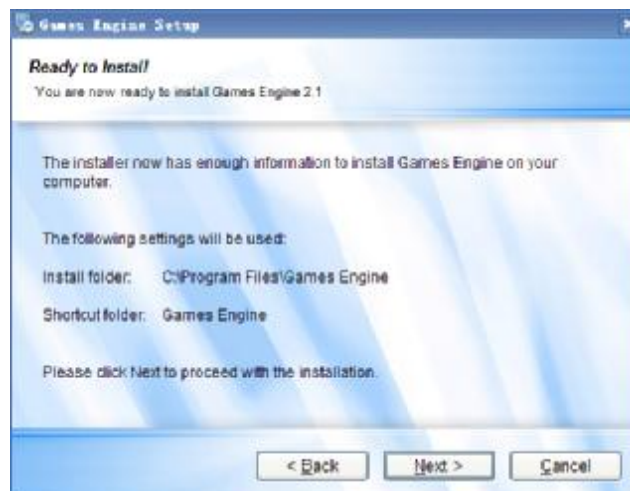 Games Engine Setup
Ready to Install
You are now ready to install Games Engine 2.1
The installer now has enough information to install Games Engine on your
computer.
The following settings will be used:
Install folder: C:\Program Files\Games Engine
Shortcut folder: Games Engine
Please click Next to proceed with the installation.
< Back Next > Cancel